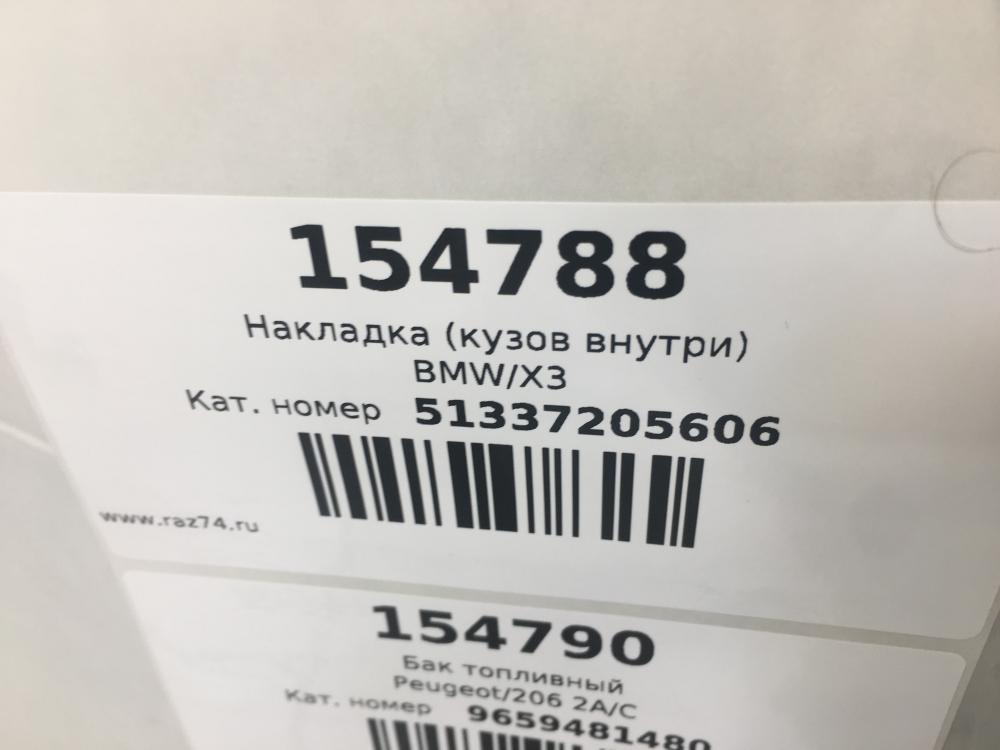 154788
Накладка (кузов внутри)
BMW/X3
Кат. номер 51337205606
www.raz74.ru
154790
Бак топливный
Peugeot/206 2A/C
Кат. номер 9659481480